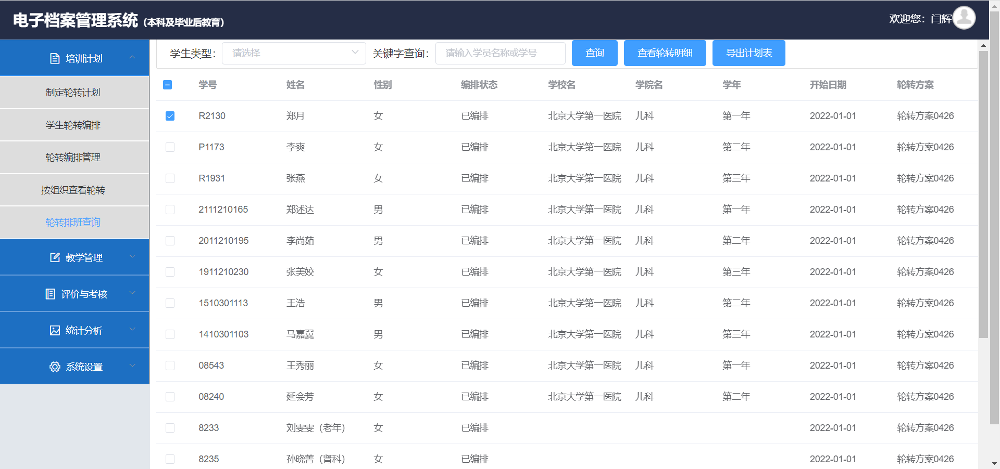 电子档案管理系统 (本科及毕业后教育)
欢迎您：闫辉
培训计划
制定轮转计划
学生轮转编排
轮转编排管理
按组织查看轮转
轮转排班查询
教学管理
评价与考核
统计分析
系统设置
学生类型： 请选择 关键字查询： 请输入学员名称或学号 查询 查看轮转明细 导出计划表
学号 姓名 性别 编排状态 学校名 学院名 学年 开始日期 轮转方案
R2130 郑月 女 已编排 北京大学第一医院 儿科 第一年 2022-01-01 轮转方案0426
P1173 李爽 女 已编排 北京大学第一医院 儿科 第二年 2022-01-01 轮转方案0426
R1931 张燕 女 已编排 北京大学第一医院 儿科 第三年 2022-01-01 轮转方案0426
2111210165 郑述达 男 已编排 北京大学第一医院 儿科 第一年 2022-01-01 轮转方案0426
2011210195 李尚茹 男 已编排 北京大学第一医院 儿科 第二年 2022-01-01 轮转方案0426
1911210230 张美姣 女 已编排 北京大学第一医院 儿科 第三年 2022-01-01 轮转方案0426
1510301113 王浩 男 已编排 北京大学第一医院 儿科 第二年 2022-01-01 轮转方案0426
1410301103 马嘉翼 男 已编排 北京大学第一医院 儿科 第三年 2022-01-01 轮转方案0426
08543 王秀丽 女 已编排 北京大学第一医院 儿科 第一年 2022-01-01 轮转方案0426
08240 延会芳 女 已编排 北京大学第一医院 儿科 第二年 2022-01-01 轮转方案0426
8233 刘雯雯（老年） 女 已编排 2022-01-01 轮转方案0426
8235 孙晓菁（肾科） 女 已编排 2022-01-01 轮转方案0426